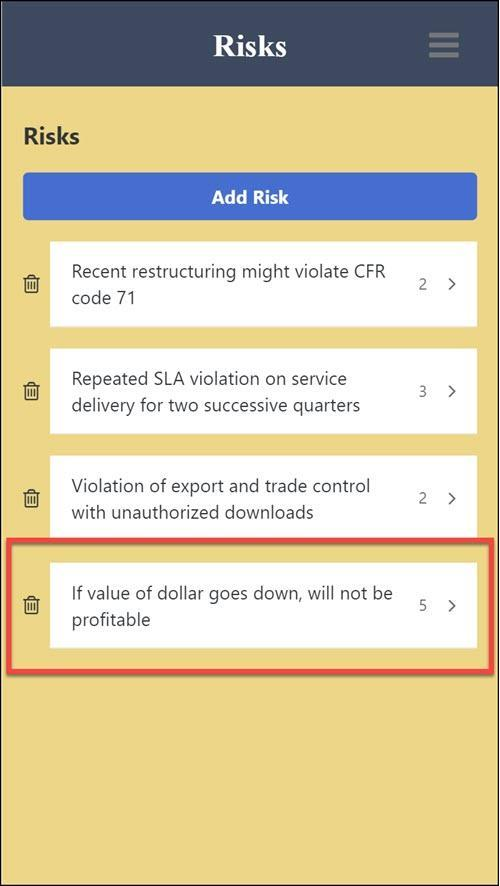 Risks
Risks
Add Risk
Recent restructuring might violate CFR
code 71
2
Repeated SLA violation on service
delivery for two successive quarters
3
Violation of export and trade control
with unauthorized downloads
2
If value of dollar goes down, will not be
profitable
5